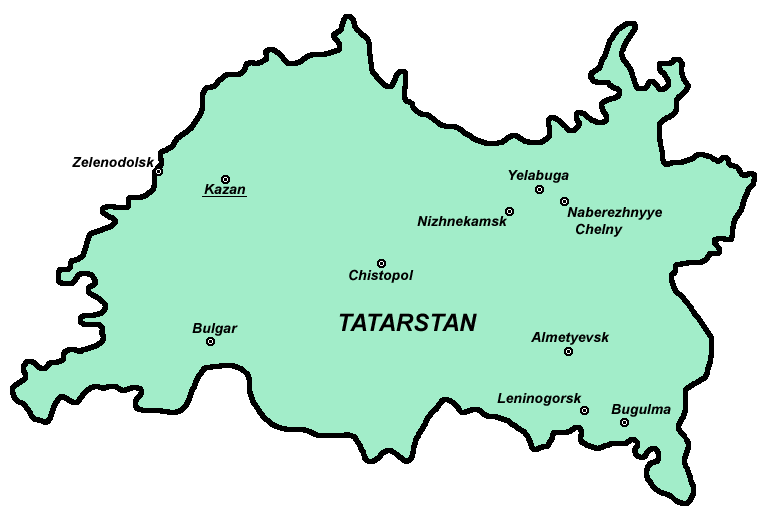 Zelenodolsk
Kazan
Yelabuga
Nizhnekamsk
Naberezhnyye
Chelny
Chistopol
TATARSTAN
Bulgar
Almetyevsk
Leninogorsk
Bugulma